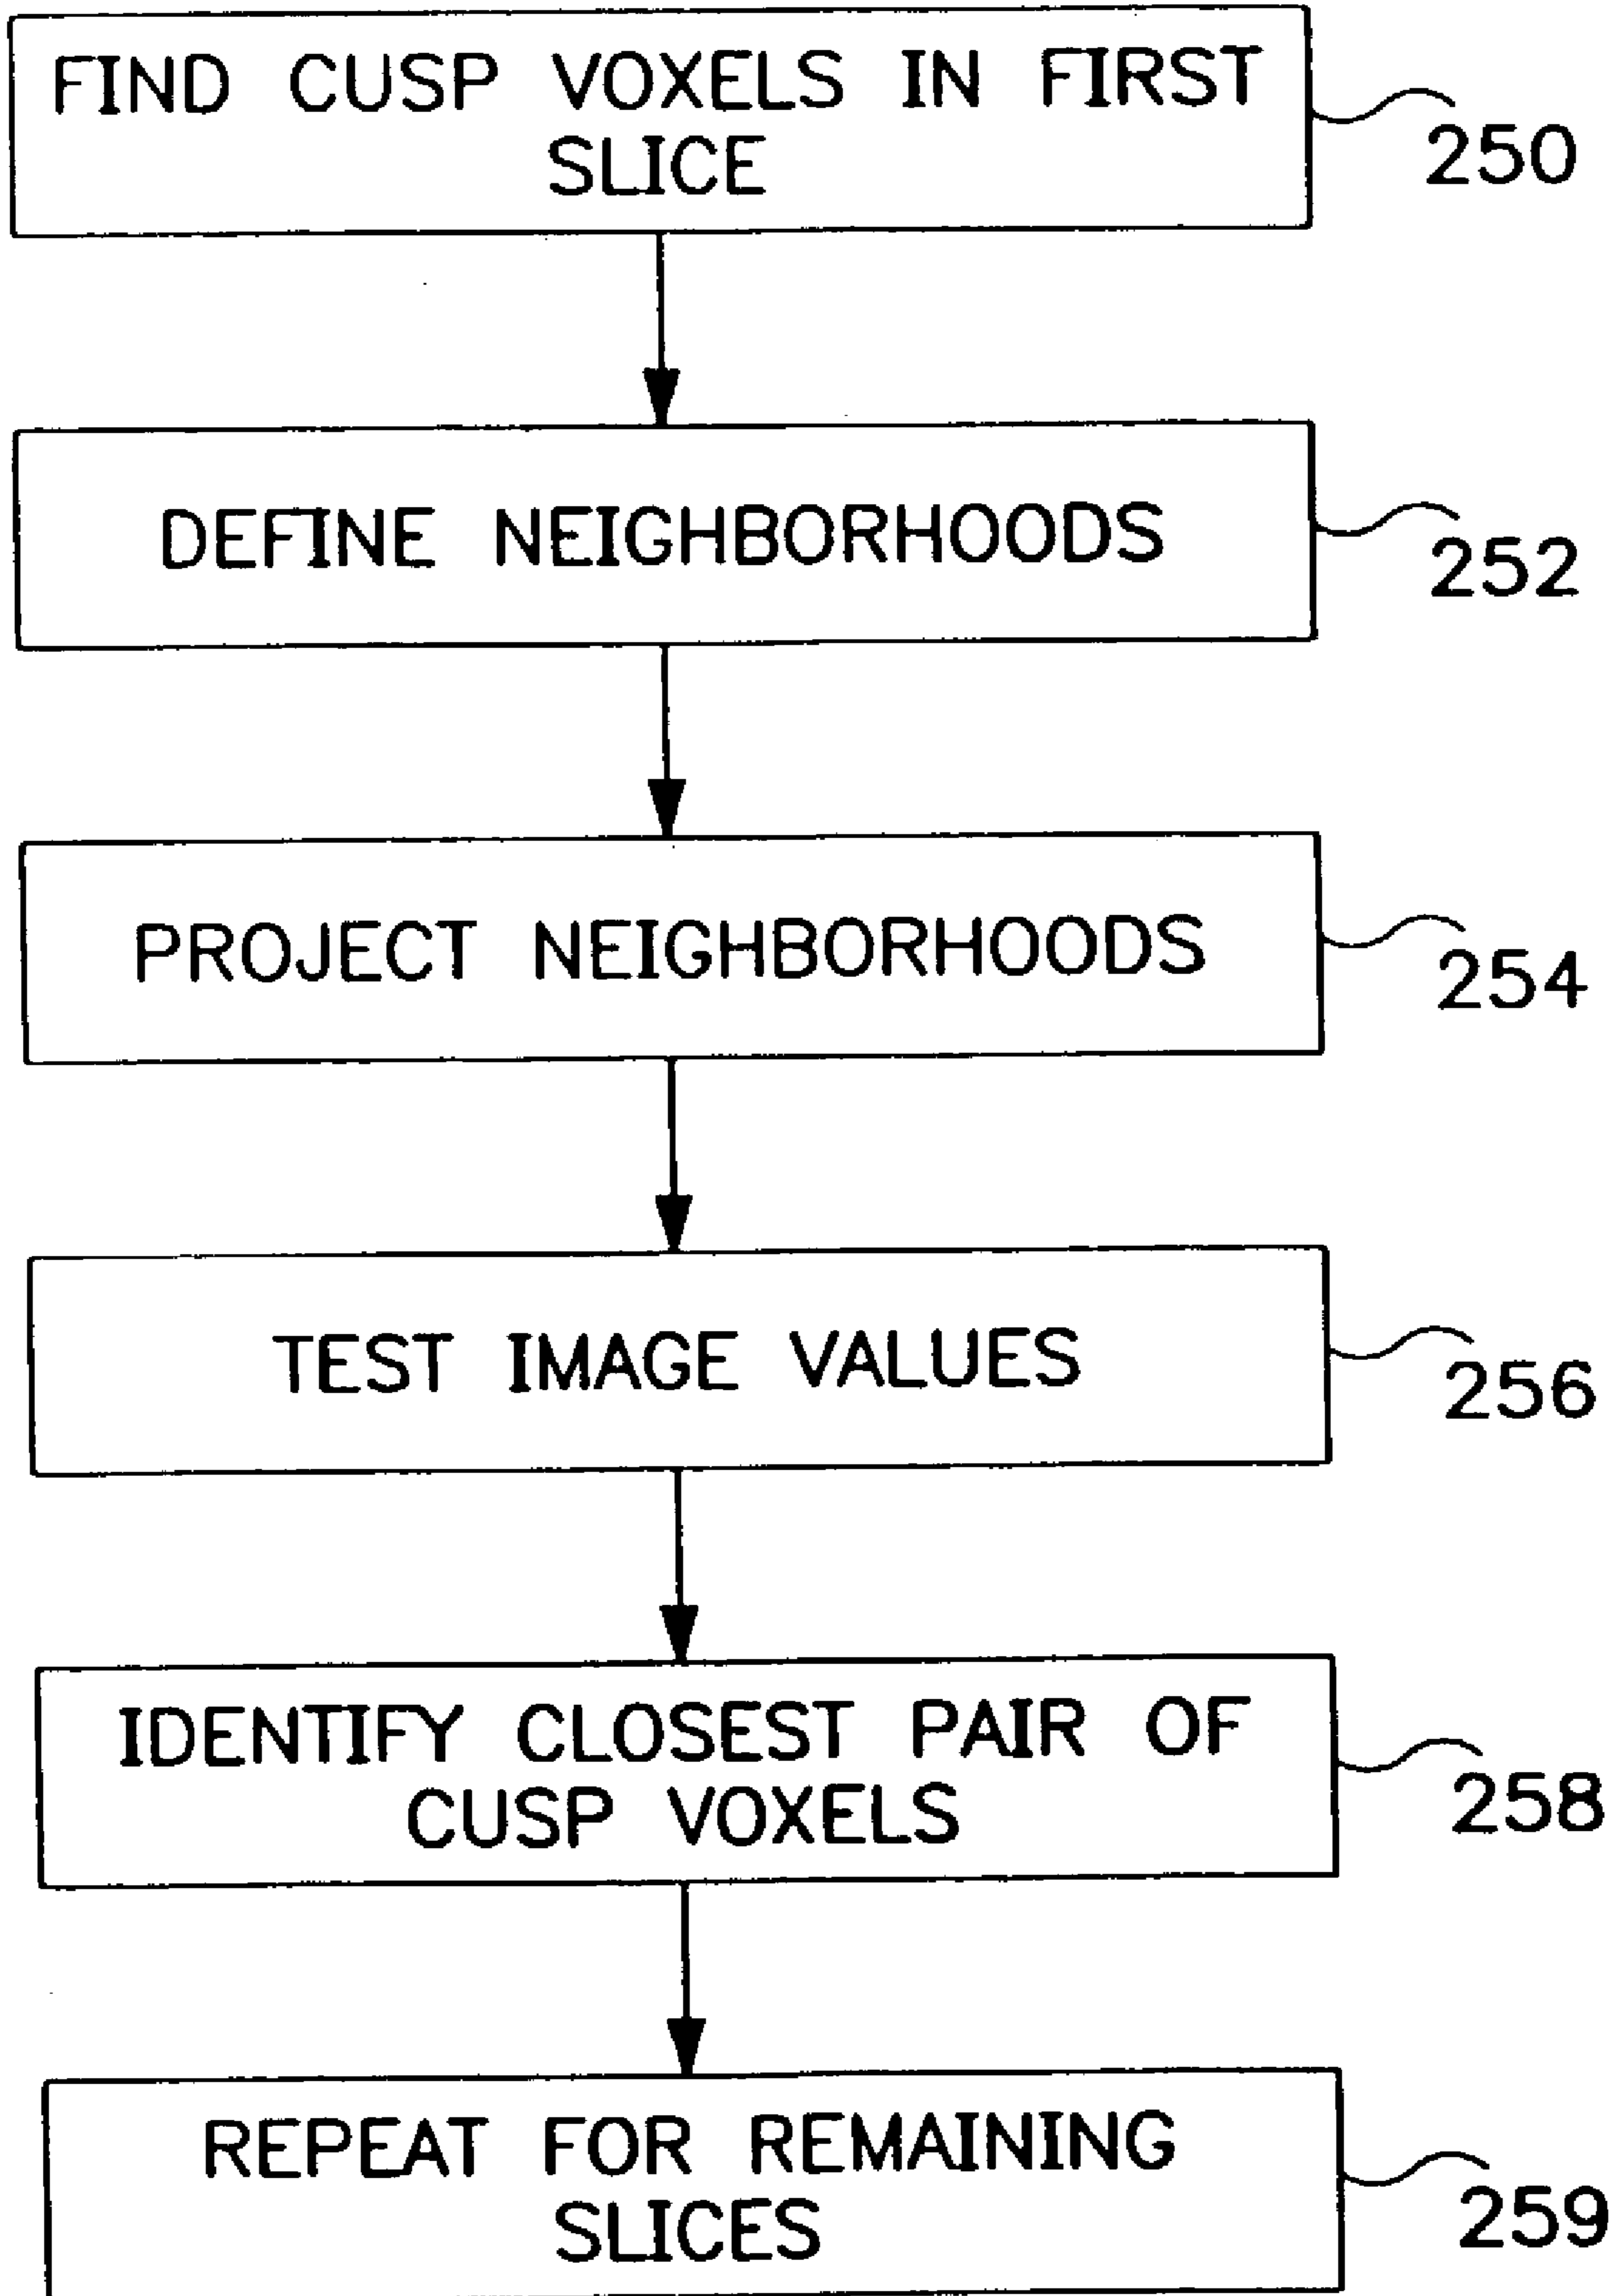 FIND CUSP VOXELS IN FIRST
SLICE
250
DEFINE NEIGHBORHOODS
252
PROJECT NEIGHBORHOODS
254
TEST IMAGE VALUES
256
IDENTIFY CLOSEST PAIR OF
CUSP VOXELS
258
REPEAT FOR REMAINING
SLICES
259